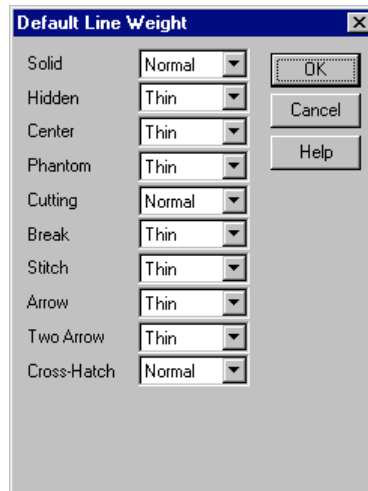 Default Line Weight
Solid Normal OK
Hidden Thin
Cancel
Center Thin
Help
Phantom Thin
Cutting Normal
Break Thin
Stitch Thin
Arrow Thin
Two Arrow Thin
Cross-Hatch Normal